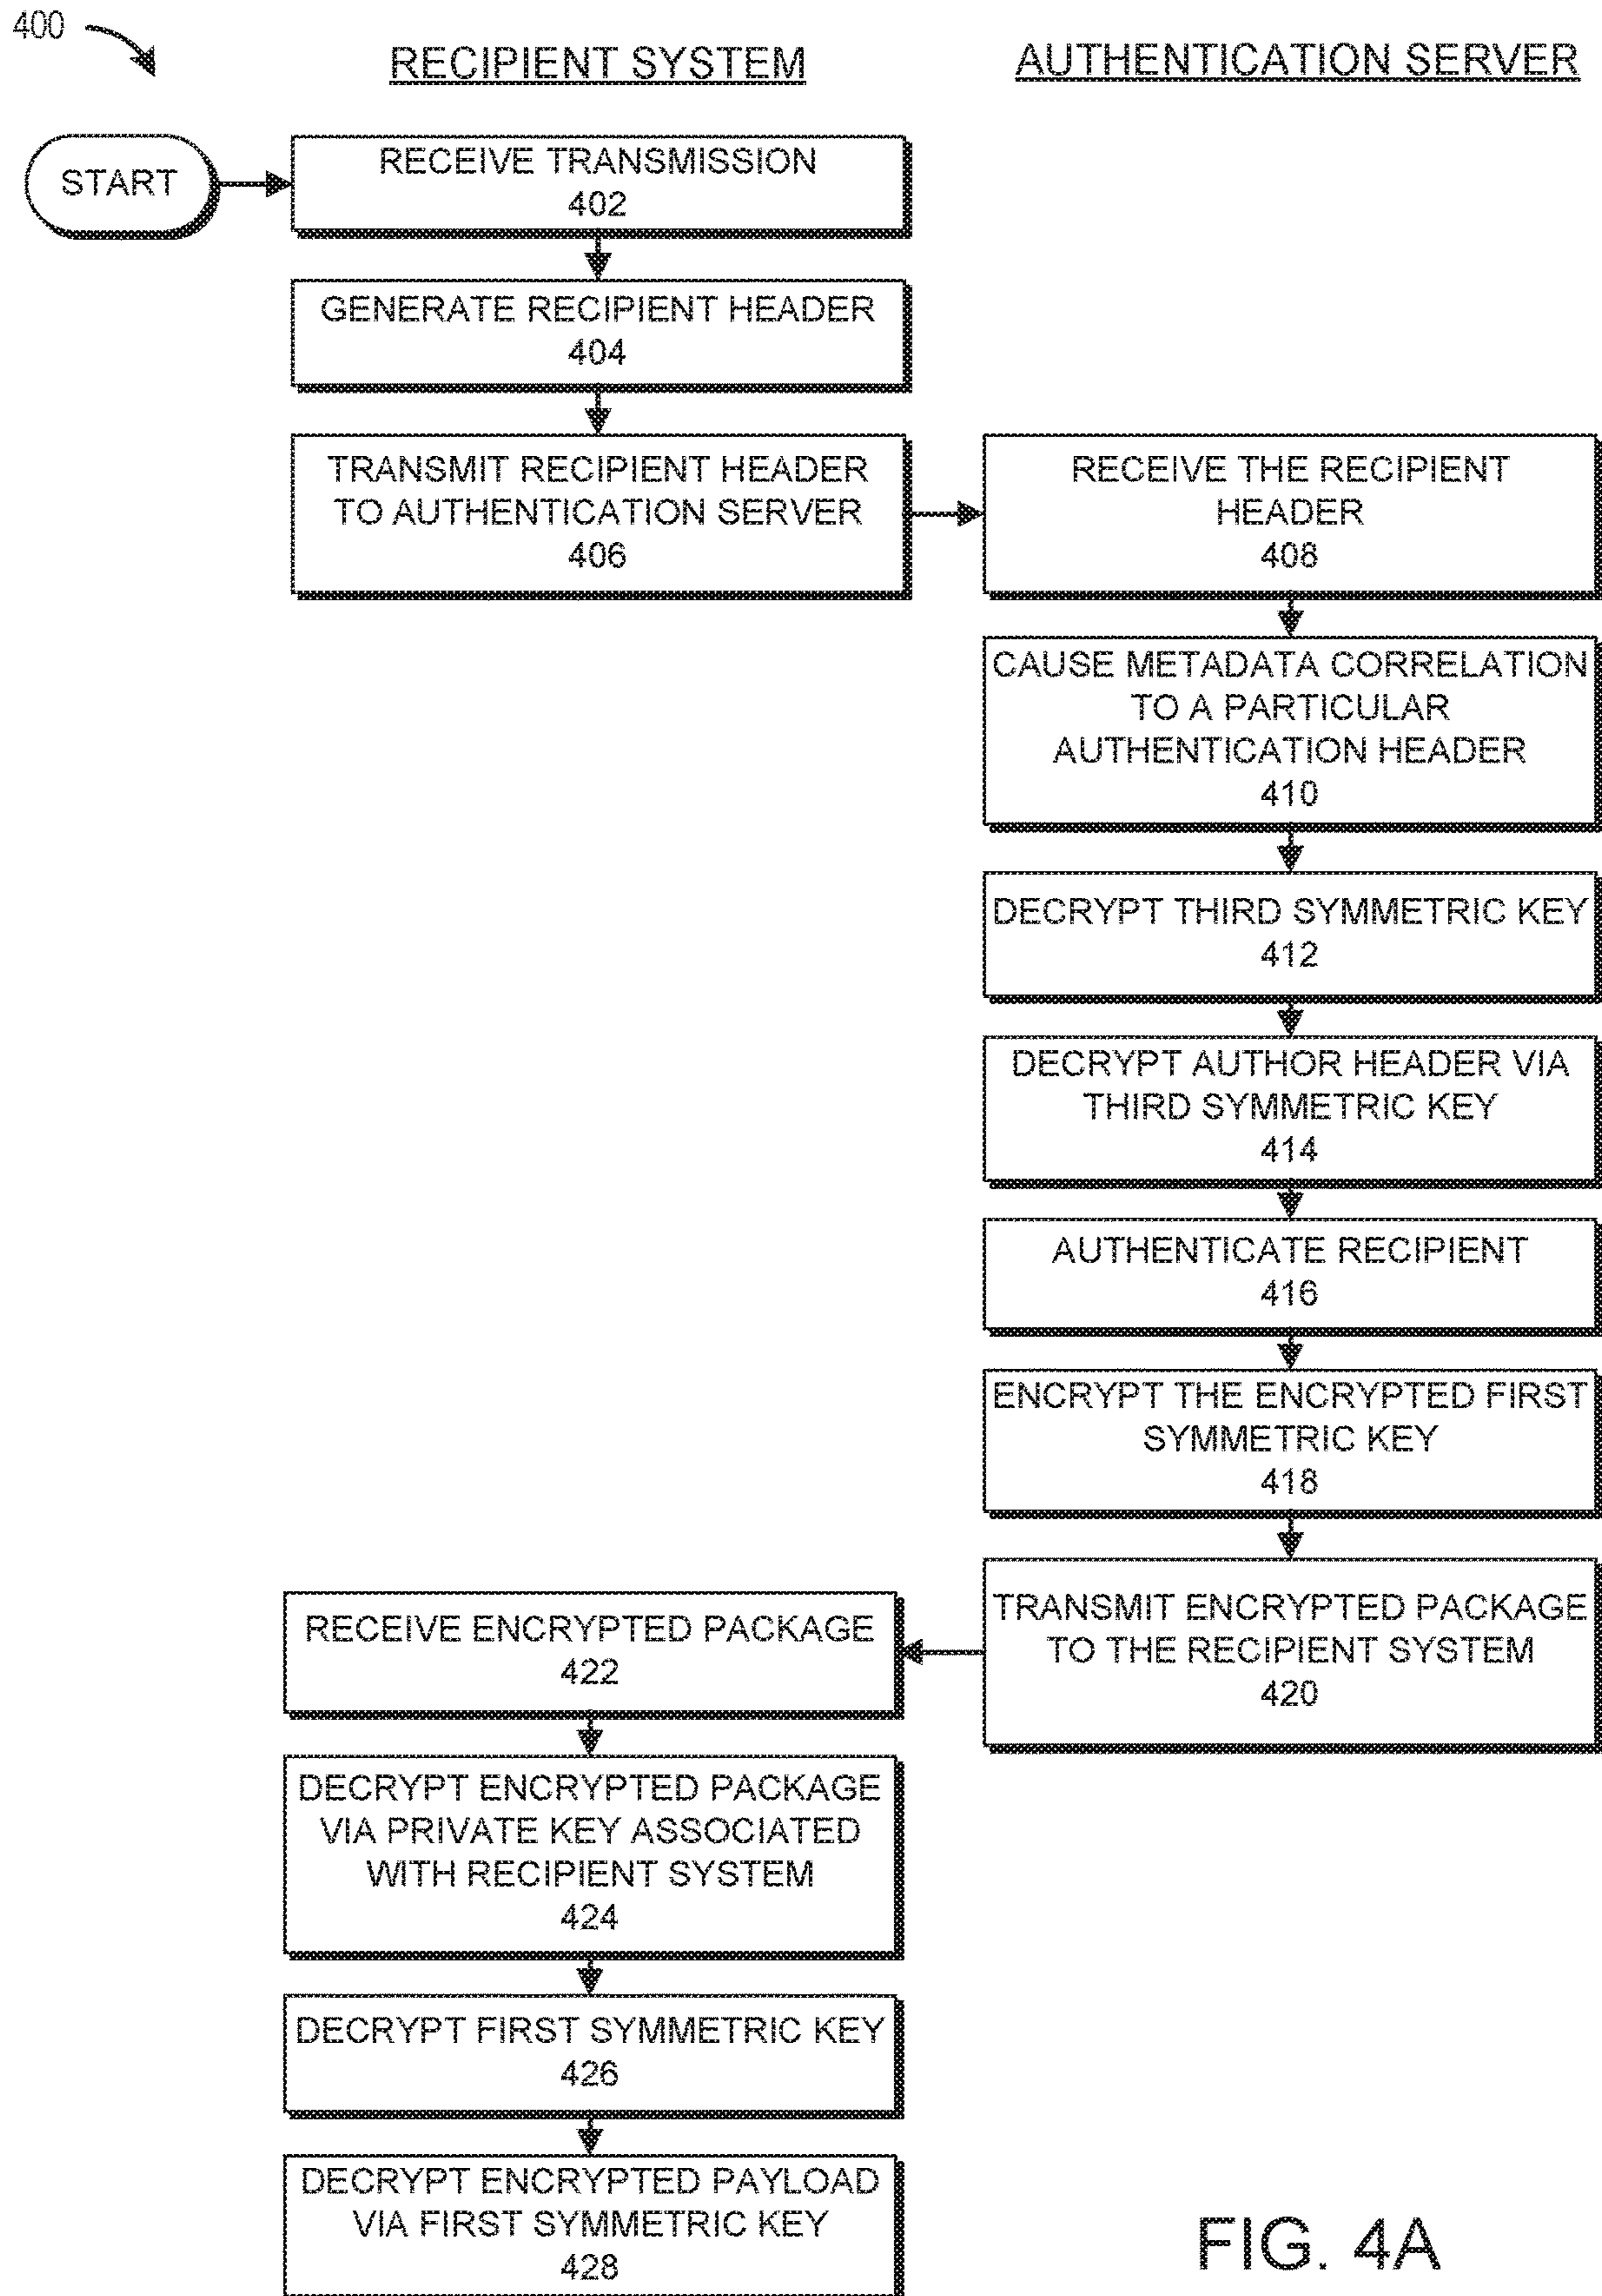 400
RECIPIENT SYSTEM
AUTHENTICATION SERVER
START
RECEIVE TRANSMISSION
402
GENERATE RECIPIENT HEADER
404
TRANSMIT RECIPIENT HEADER
TO AUTHENTICATION SERVER
406
RECEIVE THE RECIPIENT
HEADER
408
CAUSE METADATA CORRELATION
TO A PARTICULAR
AUTHENTICATION HEADER
410
DECRYPT THIRD SYMMETRIC KEY
412
DECRYPT AUTHOR HEADER VIA
THIRD SYMMETRIC KEY
414
AUTHENTICATE RECIPIENT
416
ENCRYPT THE ENCRYPTED FIRST
SYMMETRIC KEY
418
TRANSMIT ENCRYPTED PACKAGE
TO THE RECIPIENT SYSTEM
420
RECEIVE ENCRYPTED PACKAGE
422
DECRYPT ENCRYPTED PACKAGE
VIA PRIVATE KEY ASSOCIATED
WITH RECIPIENT SYSTEM
424
DECRYPT FIRST SYMMETRIC KEY
426
DECRYPT ENCRYPTED PAYLOAD
VIA FIRST SYMMETRIC KEY
428
FIG. 4A